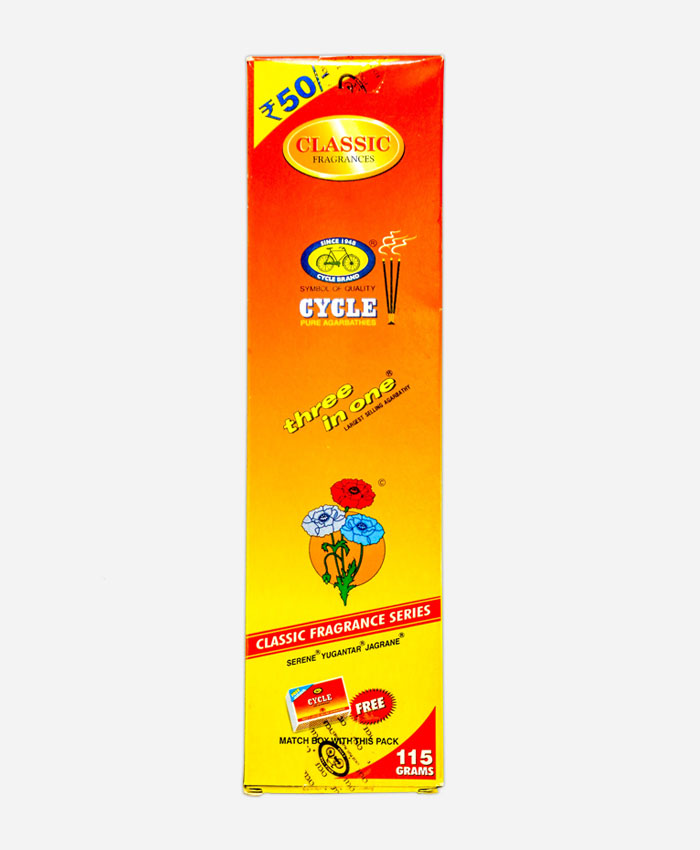 ₹50/-
CLASSIC
FRAGRANCES
SINCE 1948
®
CYCLE BRAND
SYMBOL OF QUALITY
CYCLE
PURE AGARBATHIES
three
in one®
LARGEST SELLING AGARBATHY
©
CLASSIC FRAGRANCE SERIES
SERENE® YUGANTAR® JAGRANE®
CYCLE
FREE
MATCH BOX WITH THIS PACK
115
GRAMS